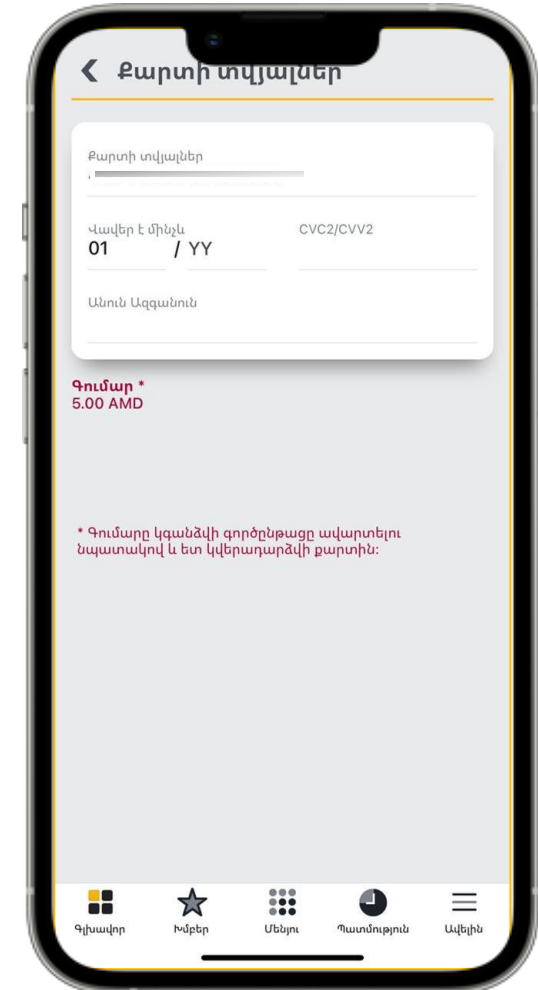 Քարտի տվյալներ
Քարտի տվյալներ
Վավեր է մինչև
CVC2/CVV2
01 / YY
Անուն Ազգանուն
Գումար *
5.00 AMD
* Գումարը կգանձվի գործընթացը ավարտելու
նպատակով և ետ կվերադարձվի քարտին:
Գլխավոր
Խմբեր
Մենյու
Պատմություն
Ավելին